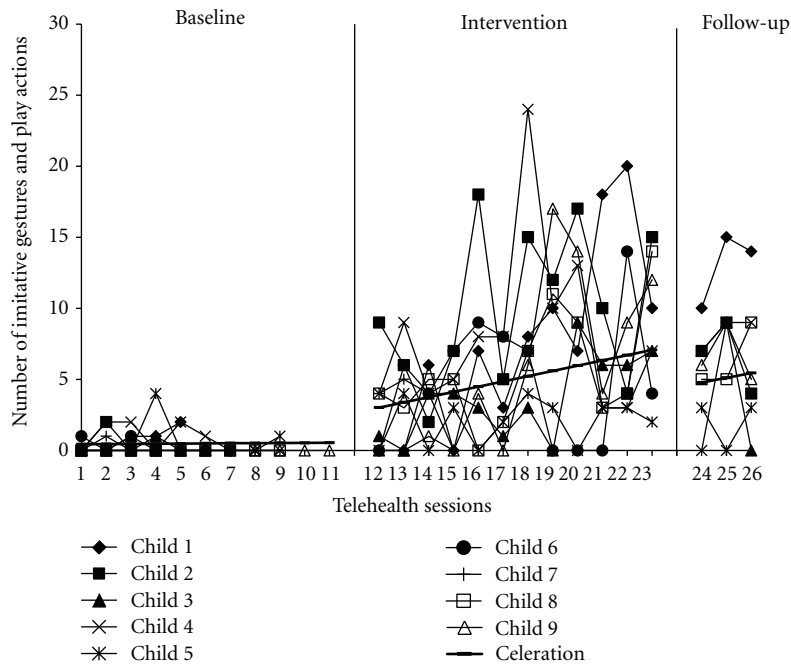 Baseline Intervention Follow-up
Number of imitative gestures and play actions
30
25
20
15
10
5
0
1 2 3 4 5 6 7 8 9 10 11 12 13 14 15 16 17 18 19 20 21 22 23 24 25 26
Telehealth sessions
Child 1
Child 2
Child 3
Child 4
Child 5
Child 6
Child 7
Child 8
Child 9
Celeration